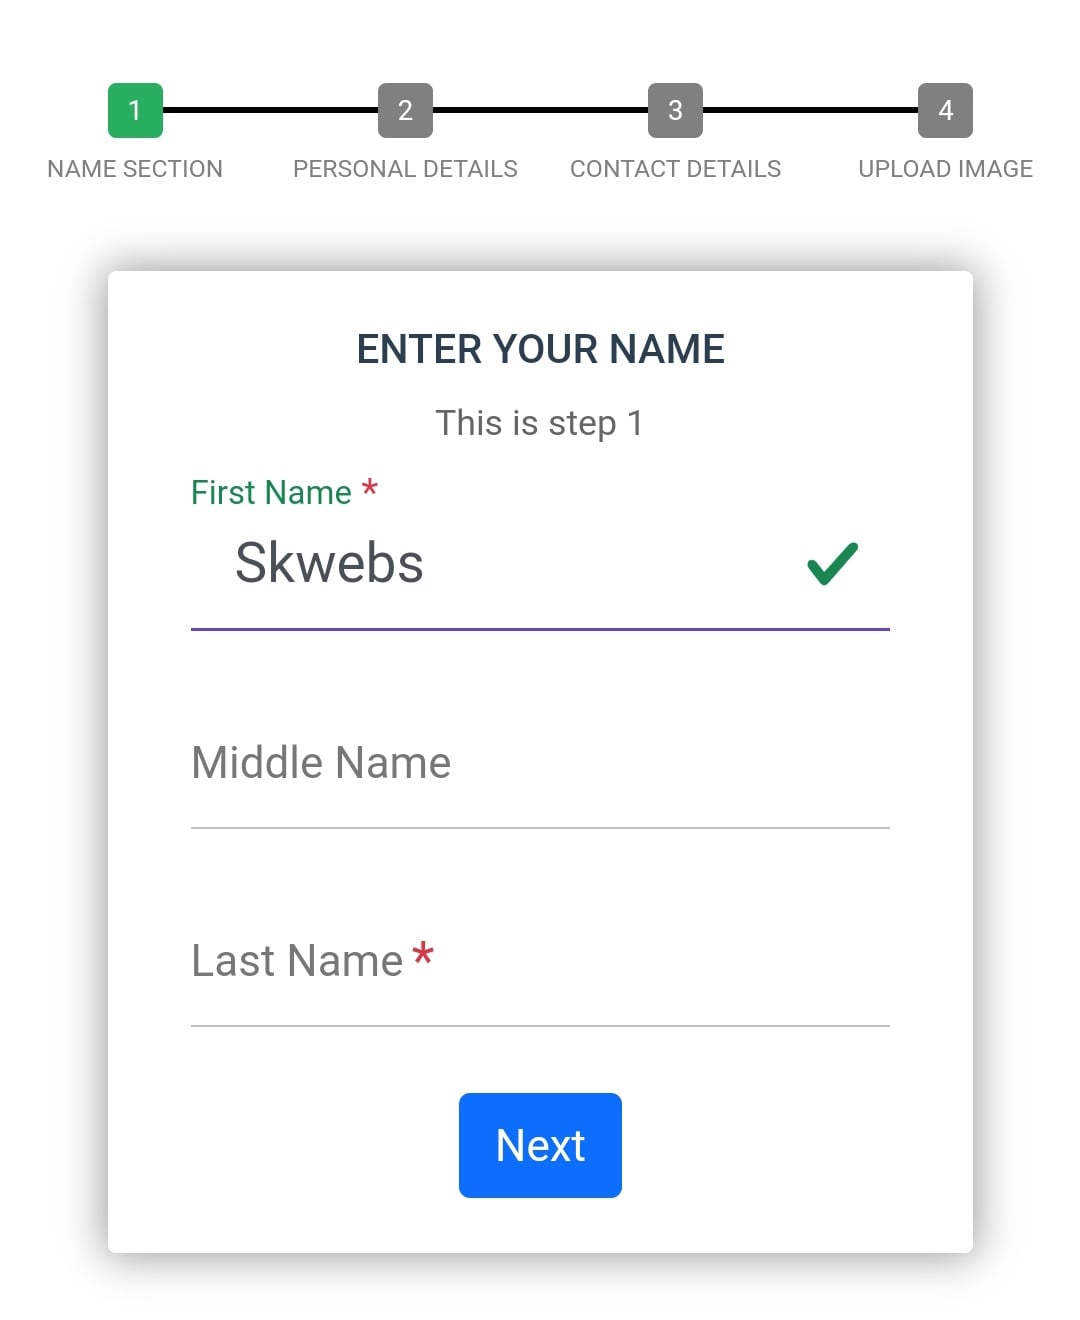 1 2 3 4
NAME SECTION PERSONAL DETAILS CONTACT DETAILS UPLOAD IMAGE
ENTER YOUR NAME
This is step 1
First Name *
Skwebs
Middle Name
Last Name *
Next